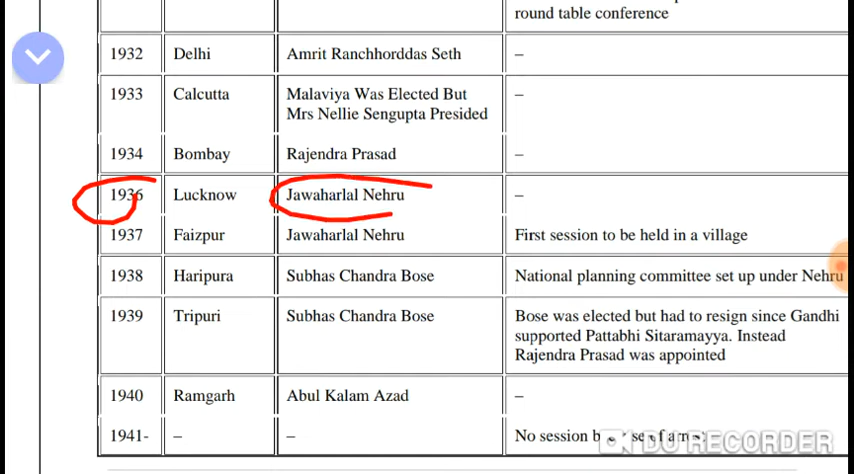 round table conference
1932 Delhi Amrit Ranchhorddas Seth –
1933 Calcutta Malaviya Was Elected But –
Mrs Nellie Sengupta Presided
1934 Bombay Rajendra Prasad –
1936 Lucknow Jawaharlal Nehru –
1937 Faizpur Jawaharlal Nehru First session to be held in a village
1938 Haripura Subhas Chandra Bose National planning committee set up under Nehru
1939 Tripuri Subhas Chandra Bose Bose was elected but had to resign since Gandhi
supported Pattabhi Sitaramayya. Instead
Rajendra Prasad was appointed
1940 Ramgarh Abul Kalam Azad –
1941- – – No session of
DU RECORDER